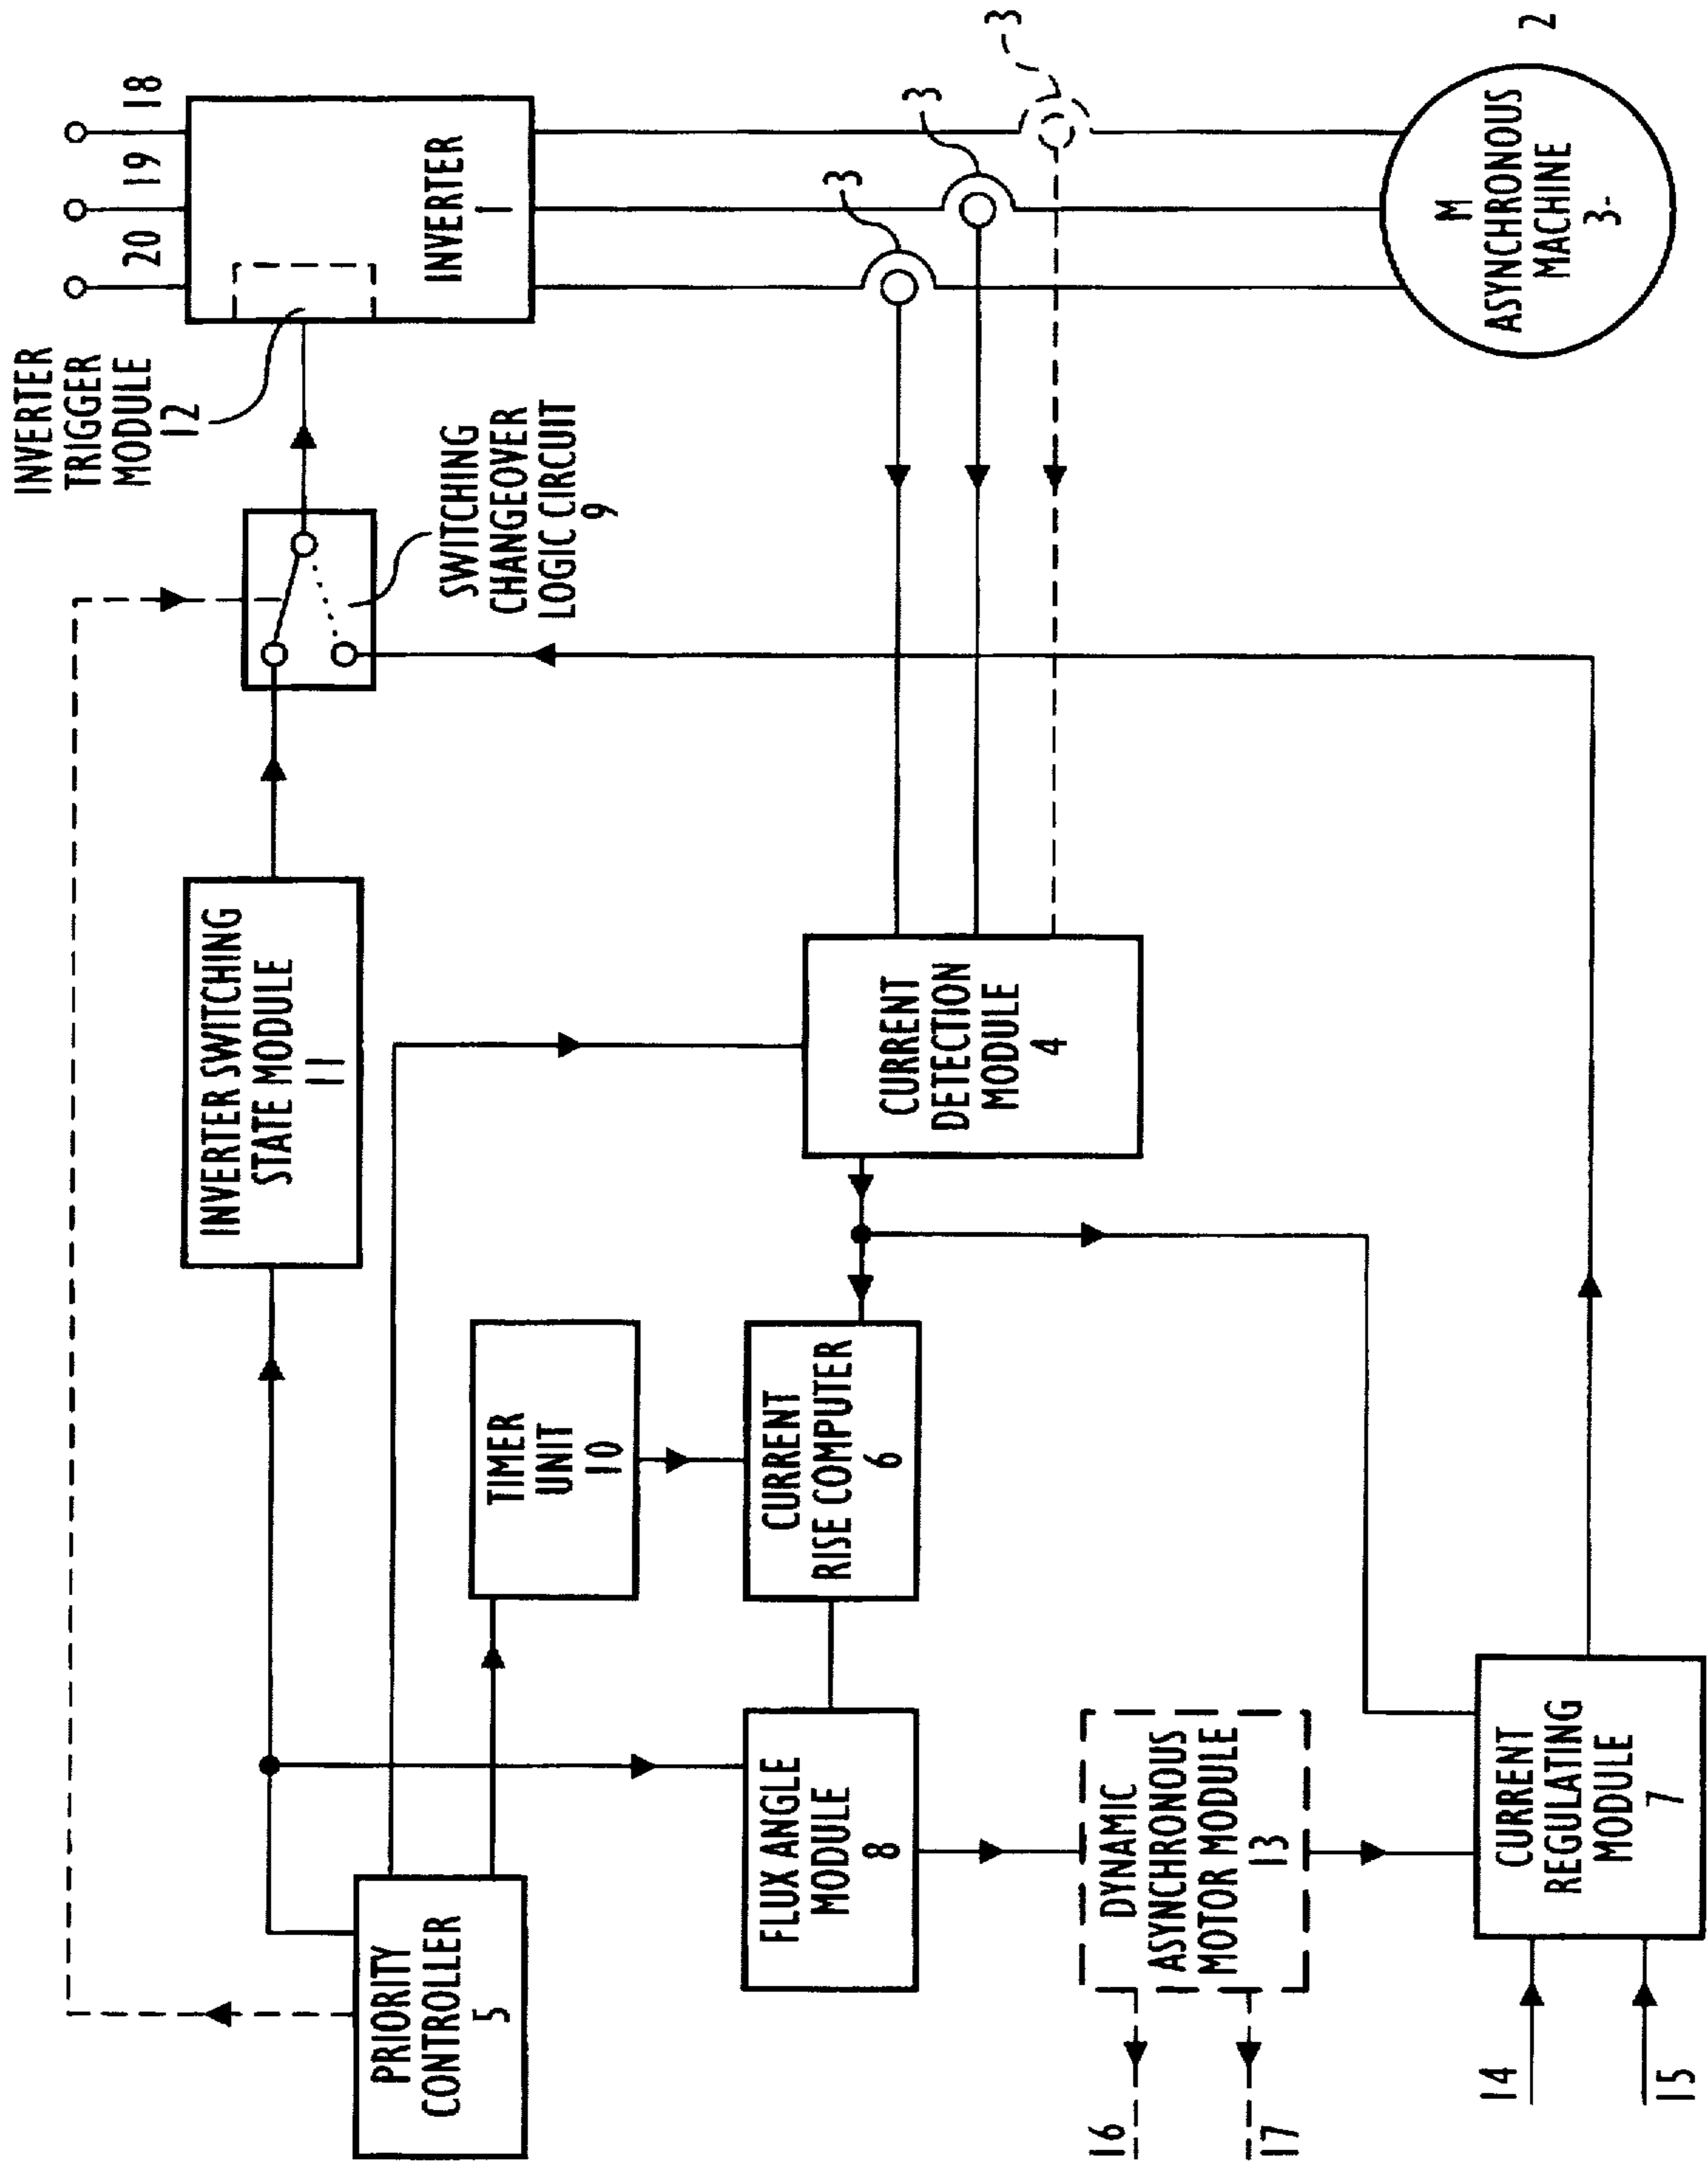 PRIORITY
CONTROLLER
5
INVERTER SWITCHING
STATE MODULE
11
TIMER
UNIT
10
FLUX ANGLE
MODULE
8
CURRENT
RISE COMPUTER
6
CURRENT
DETECTION
MODULE
4
SWITCHING
CHANGEOVER
LOGIC CIRCUIT
9
INVERTER
TRIGGER
MODULE
12
20
19
18
INVERTER
1
3
3
3
M
ASYNCHRONOUS
MACHINE
3-
2
DYNAMIC
ASYNCHRONOUS
MOTOR MODULE
13
16
17
CURRENT
REGULATING
MODULE
7
14
15